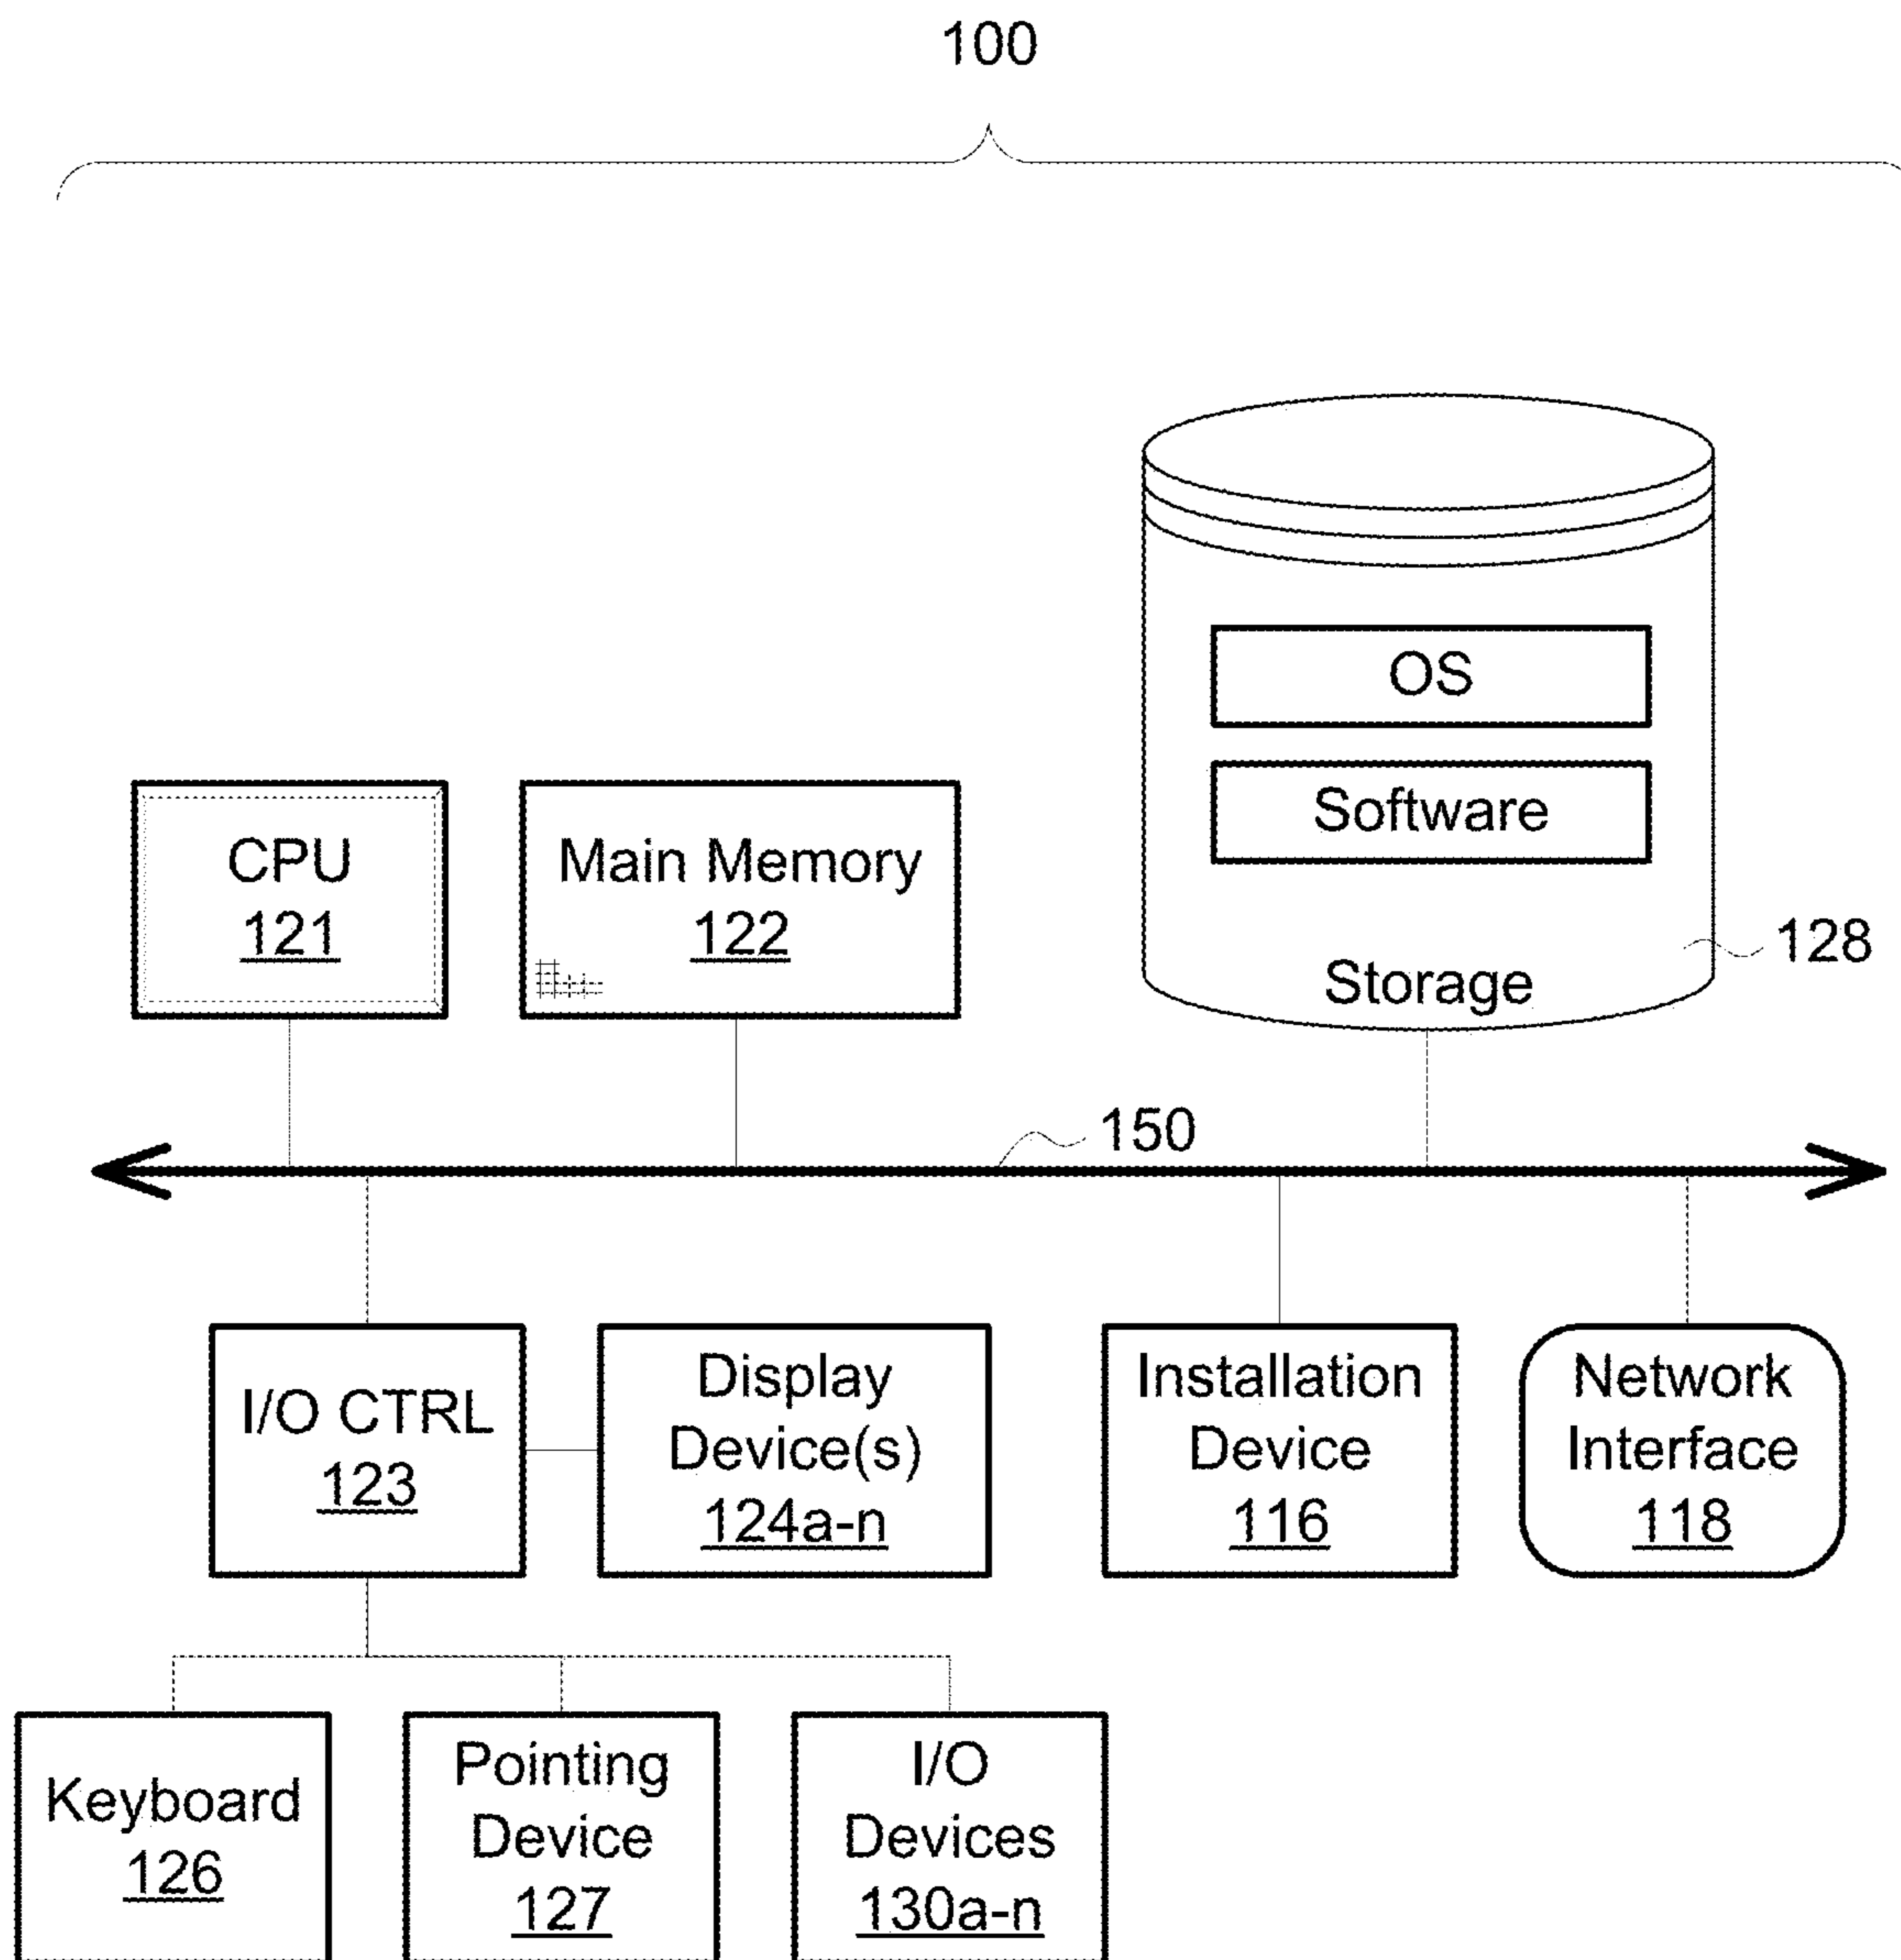 100
OS
Software
CPU
121
Main Memory
122
128
Storage
150
I/O CTRL
123
Display
Device(s)
124a-n
Installation
Device
116
Network
Interface
118
Keyboard
126
Pointing
Device
127
I/O
Devices
130a-n